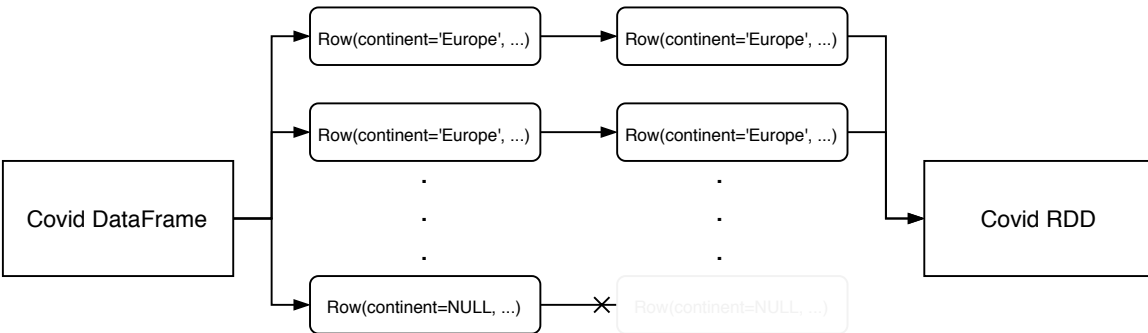 Row(continent='Europe', ...)
Row(continent='Europe', ...)
Row(continent='Europe', ...)
Row(continent='Europe', ...)
Covid DataFrame
Covid RDD
Row(continent=NULL, ...)
Row(continent=NULL, ...)